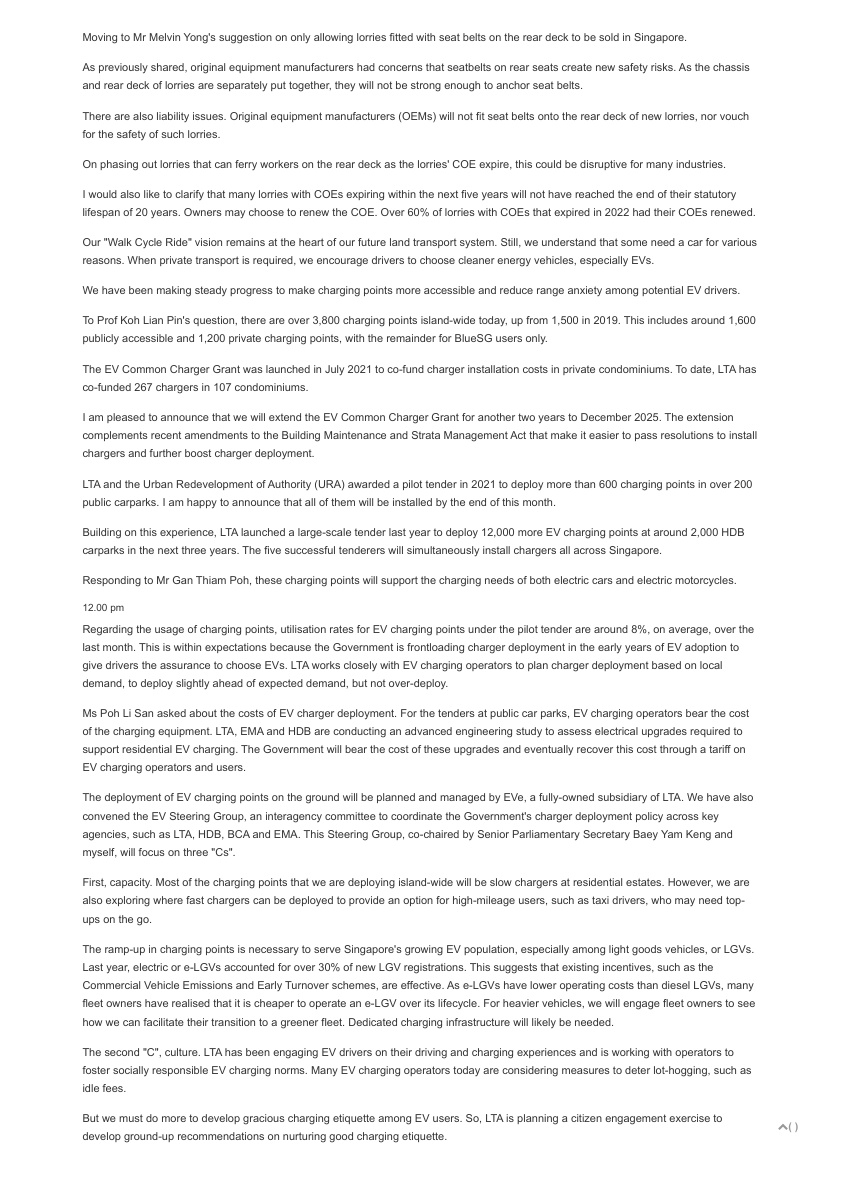 Moving to Mr Melvin Yong's suggestion on only allowing lorries fitted with seat belts on the rear deck to be sold in Singapore.
As previously shared, original equipment manufacturers had concerns that seatbelts on rear seats create new safety risks. As the chassis
and rear deck of lorries are separately put together, they will not be strong enough to anchor seat belts.
There are also liability issues. Original equipment manufacturers (OEMs) will not fit seat belts onto the rear deck of new lorries, nor vouch
for the safety of such lorries.
On phasing out lorries that can ferry workers on the rear deck as the lorries' COE expire, this could be disruptive for many industries.
I would also like to clarify that many lorries with COEs expiring within the next five years will not have reached the end of their statutory
lifespan of 20 years. Owners may choose to renew the COE. Over 60% of lorries with COEs that expired in 2022 had their COEs renewed.
Our "Walk Cycle Ride" vision remains at the heart of our future land transport system. Still, we understand that some need a car for various
reasons. When private transport is required, we encourage drivers to choose cleaner energy vehicles, especially EVs.
We have been making steady progress to make charging points more accessible and reduce range anxiety among potential EV drivers.
To Prof Koh Lian Pin's question, there are over 3,800 charging points island-wide today, up from 1,500 in 2019. This includes around 1,600
publicly accessible and 1,200 private charging points, with the remainder for BlueSG users only.
The EV Common Charger Grant was launched in July 2021 to co-fund charger installation costs in private condominiums. To date, LTA has
co-funded 267 chargers in 107 condominiums.
I am pleased to announce that we will extend the EV Common Charger Grant for another two years to December 2025. The extension
complements recent amendments to the Building Maintenance and Strata Management Act that make it easier to pass resolutions to install
chargers and further boost charger deployment.
LTA and the Urban Redevelopment of Authority (URA) awarded a pilot tender in 2021 to deploy more than 600 charging points in over 200
public carparks. I am happy to announce that all of them will be installed by the end of this month.
Building on this experience, LTA launched a large-scale tender last year to deploy 12,000 more EV charging points at around 2,000 HDB
carparks in the next three years. The five successful tenderers will simultaneously install chargers all across Singapore.
Responding to Mr Gan Thiam Poh, these charging points will support the charging needs of both electric cars and electric motorcycles.
12.00 pm
Regarding the usage of charging points, utilisation rates for EV charging points under the pilot tender are around 8%, on average, over the
last month. This is within expectations because the Government is frontloading charger deployment in the early years of EV adoption to
give drivers the assurance to choose EVs. LTA works closely with EV charging operators to plan charger deployment based on local
demand, to deploy slightly ahead of expected demand, but not over-deploy.
Ms Poh Li San asked about the costs of EV charger deployment. For the tenders at public car parks, EV charging operators bear the cost
of the charging equipment. LTA, EMA and HDB are conducting an advanced engineering study to assess electrical upgrades required to
support residential EV charging. The Government will bear the cost of these upgrades and eventually recover this cost through a tariff on
EV charging operators and users.
The deployment of EV charging points on the ground will be planned and managed by EVe, a fully-owned subsidiary of LTA. We have also
convened the EV Steering Group, an interagency committee to coordinate the Government's charger deployment policy across key
agencies, such as LTA, HDB, BCA and EMA. This Steering Group, co-chaired by Senior Parliamentary Secretary Baey Yam Keng and
myself, will focus on three "Cs".
First, capacity. Most of the charging points that we are deploying island-wide will be slow chargers at residential estates. However, we are
also exploring where fast chargers can be deployed to provide an option for high-mileage users, such as taxi drivers, who may need top-
ups on the go.
The ramp-up in charging points is necessary to serve Singapore's growing EV population, especially among light goods vehicles, or LGVs.
Last year, electric or e-LGVs accounted for over 30% of new LGV registrations. This suggests that existing incentives, such as the
Commercial Vehicle Emissions and Early Turnover schemes, are effective. As e-LGVs have lower operating costs than diesel LGVs, many
fleet owners have realised that it is cheaper to operate an e-LGV over its lifecycle. For heavier vehicles, we will engage fleet owners to see
how we can facilitate their transition to a greener fleet. Dedicated charging infrastructure will likely be needed.
The second "C", culture. LTA has been engaging EV drivers on their driving and charging experiences and is working with operators to
foster socially responsible EV charging norms. Many EV charging operators today are considering measures to deter lot-hogging, such as
idle fees.
But we must do more to develop gracious charging etiquette among EV users. So, LTA is planning a citizen engagement exercise to
develop ground-up recommendations on nurturing good charging etiquette.
( )